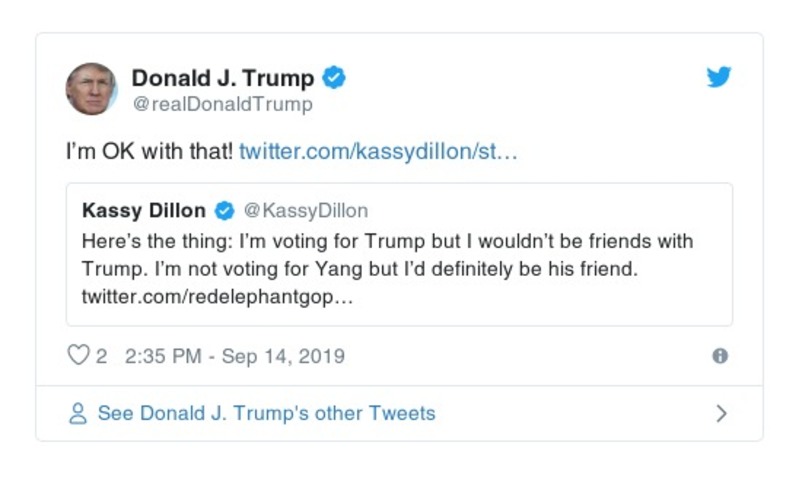 Donald J. Trump
@realDonaldTrump
I'm OK with that! twitter.com/kassydillon/st…
Kassy Dillon @KassyDillon
Here's the thing: I'm voting for Trump but I wouldn't be friends with
Trump. I'm not voting for Yang but I'd definitely be his friend.
twitter.com/redelephantgop…
2 2:35 PM - Sep 14, 2019
See Donald J. Trump's other Tweets